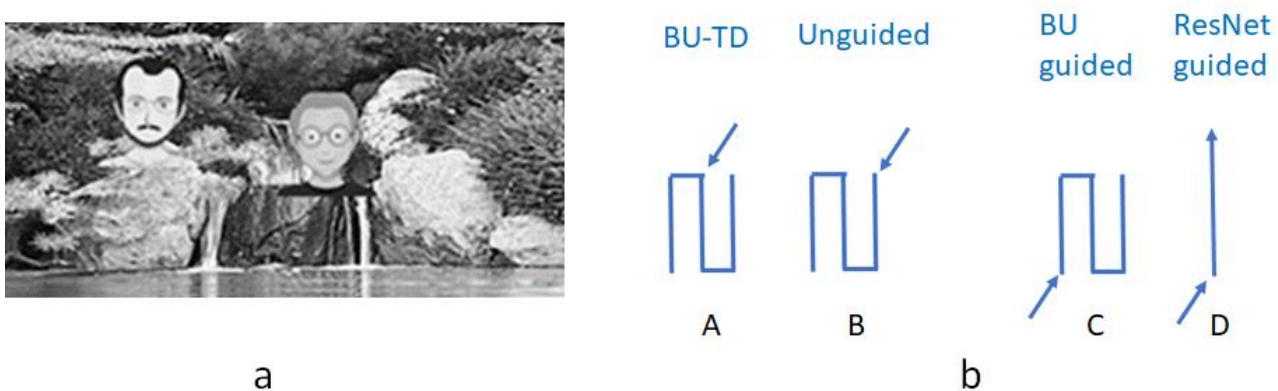 BU-TD
Unguided
BU guided
ResNet guided
A
B
C
D
a
b